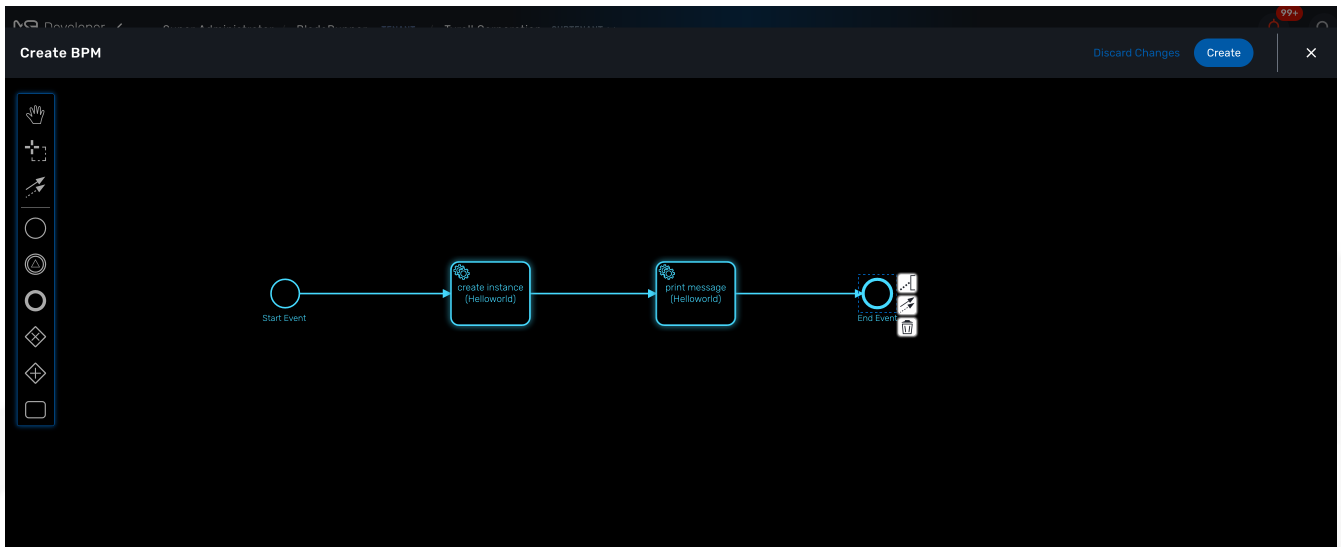 99+
Create BPM
Discard Changes
Create
create instance
(Helloworld)
print message
(Helloworld)
Start Event
End Event